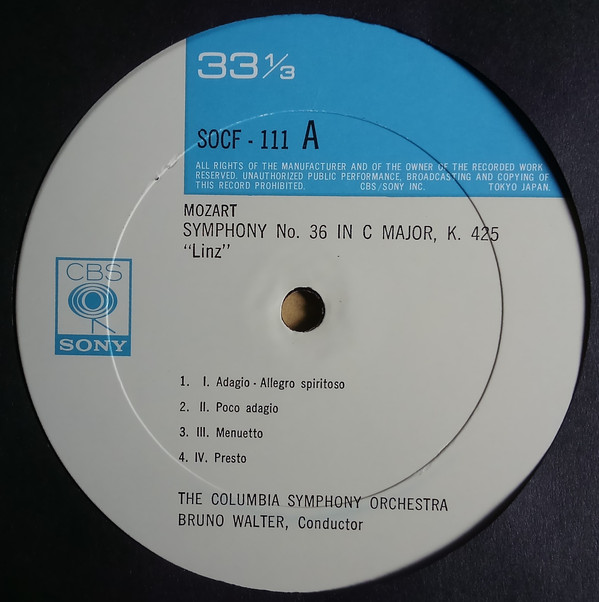 33 1/3
SOCF - 111 A
ALL RIGHTS OF THE MANUFACTURER AND OF THE OWNER OF THE RECORDED WORK
RESERVED. UNAUTHORIZED PUBLIC PERFORMANCE, BROADCASTING AND COPYING OF
THIS RECORD PROHIBITED. CBS/SONY INC. TOKYO JAPAN.
MOZART
SYMPHONY No. 36 IN C MAJOR, K. 425
“Linz”
CBS
SONY
1. I. Adagio - Allegro spiritoso
2. II. Poco adagio
3. III. Menuetto
4. IV. Presto
THE COLUMBIA SYMPHONY ORCHESTRA
BRUNO WALTER, Conductor